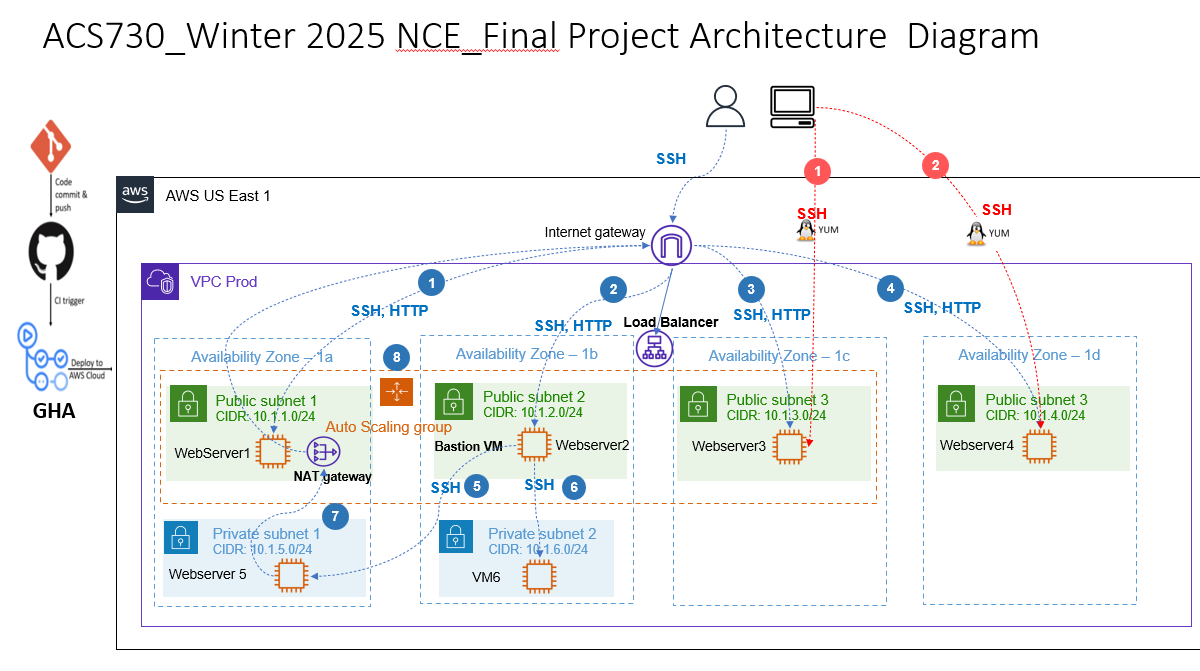 ACS730_Winter 2025 NCE_Final Project Architecture Diagram
Code
commit &
push
CI trigger
Deploy to
AWS Cloud
GHA
SSH
1
2
SSH
YUM
SSH
YUM
aws
AWS US East 1
Internet gateway
VPC Prod
1
SSH, HTTP
2
SSH, HTTP
3
SSH, HTTP
4
SSH, HTTP
Load Balancer
8
Availability Zone – 1a
Availability Zone – 1b
Availability Zone – 1c
Availability Zone – 1d
Public subnet 1
CIDR: 10.1.1.0/24
WebServer1
Auto Scaling group
NAT gateway
Public subnet 2
CIDR: 10.1.2.0/24
Bastion VM
Webserver2
Public subnet 3
CIDR: 10.1.3.0/24
Webserver3
Public subnet 3
CIDR: 10.1.4.0/24
Webserver4
SSH
5
SSH
6
7
Private subnet 1
CIDR: 10.1.5.0/24
Webserver 5
Private subnet 2
CIDR: 10.1.6.0/24
VM6